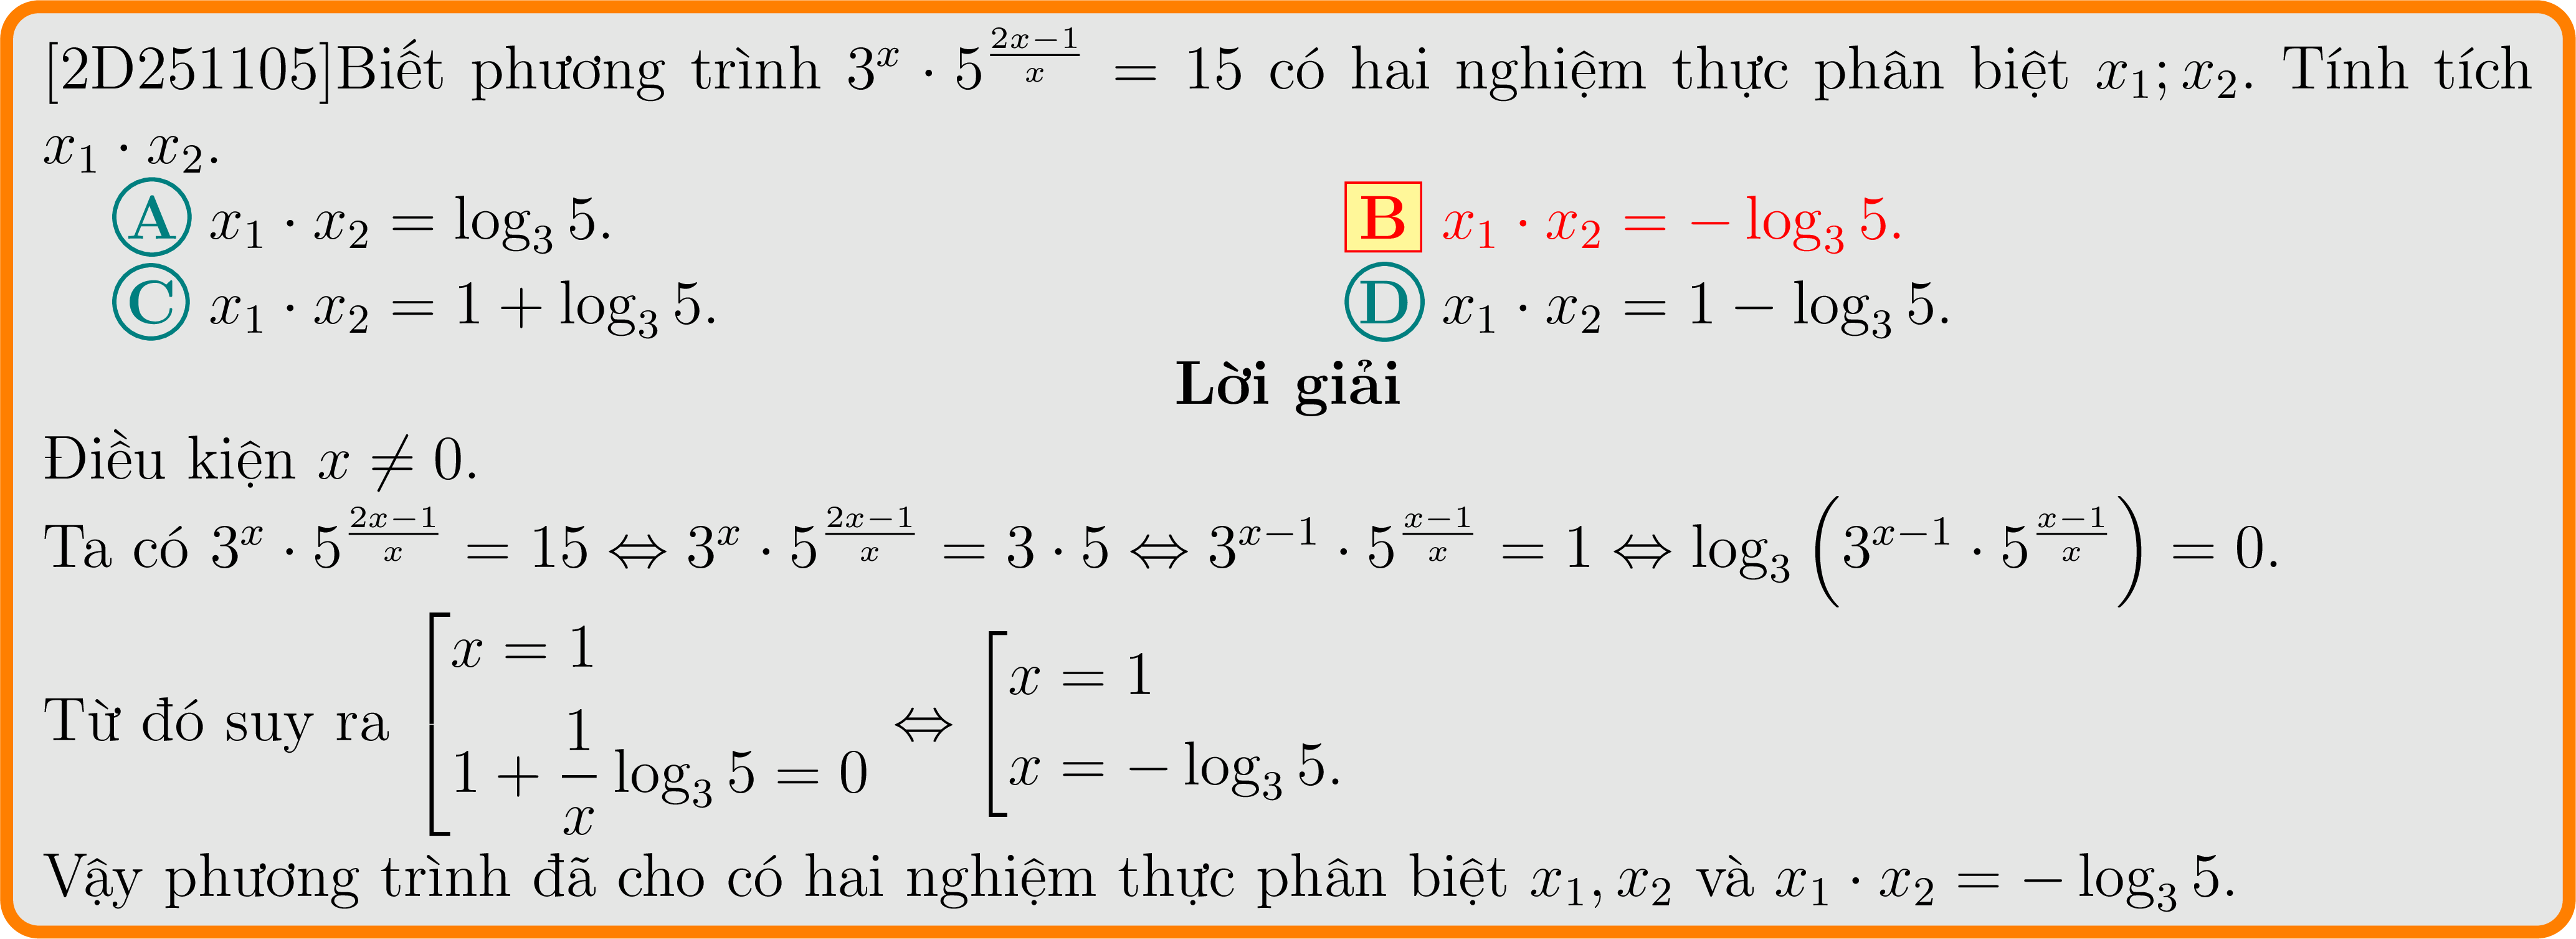 [2D251105]Biết phương trình $3^x \cdot 5^{\frac{2x-1}{x}} = 15$ có hai nghiệm thực phân biệt $x_1; x_2$. Tính tích
$x_1 \cdot x_2$.
A $x_1 \cdot x_2 = \log_3 5$. B $x_1 \cdot x_2 = -\log_3 5$.
C $x_1 \cdot x_2 = 1 + \log_3 5$. D $x_1 \cdot x_2 = 1 - \log_3 5$.
Lời giải
Điều kiện $x \neq 0$.
Ta có $3^x \cdot 5^{\frac{2x-1}{x}} = 15 \Leftrightarrow 3^x \cdot 5^{\frac{2x-1}{x}} = 3 \cdot 5 \Leftrightarrow 3^{x-1} \cdot 5^{\frac{x-1}{x}} = 1 \Leftrightarrow \log_3 \left(3^{x-1} \cdot 5^{\frac{x-1}{x}}\right) = 0$.
Từ đó suy ra $\left[\begin{array}{l} x = 1 \\ 1 + \dfrac{1}{x} \log_3 5 = 0 \end{array}\right. \Leftrightarrow \left[\begin{array}{l} x = 1 \\ x = -\log_3 5. \end{array}\right.$
Vậy phương trình đã cho có hai nghiệm thực phân biệt $x_1, x_2$ và $x_1 \cdot x_2 = -\log_3 5$.